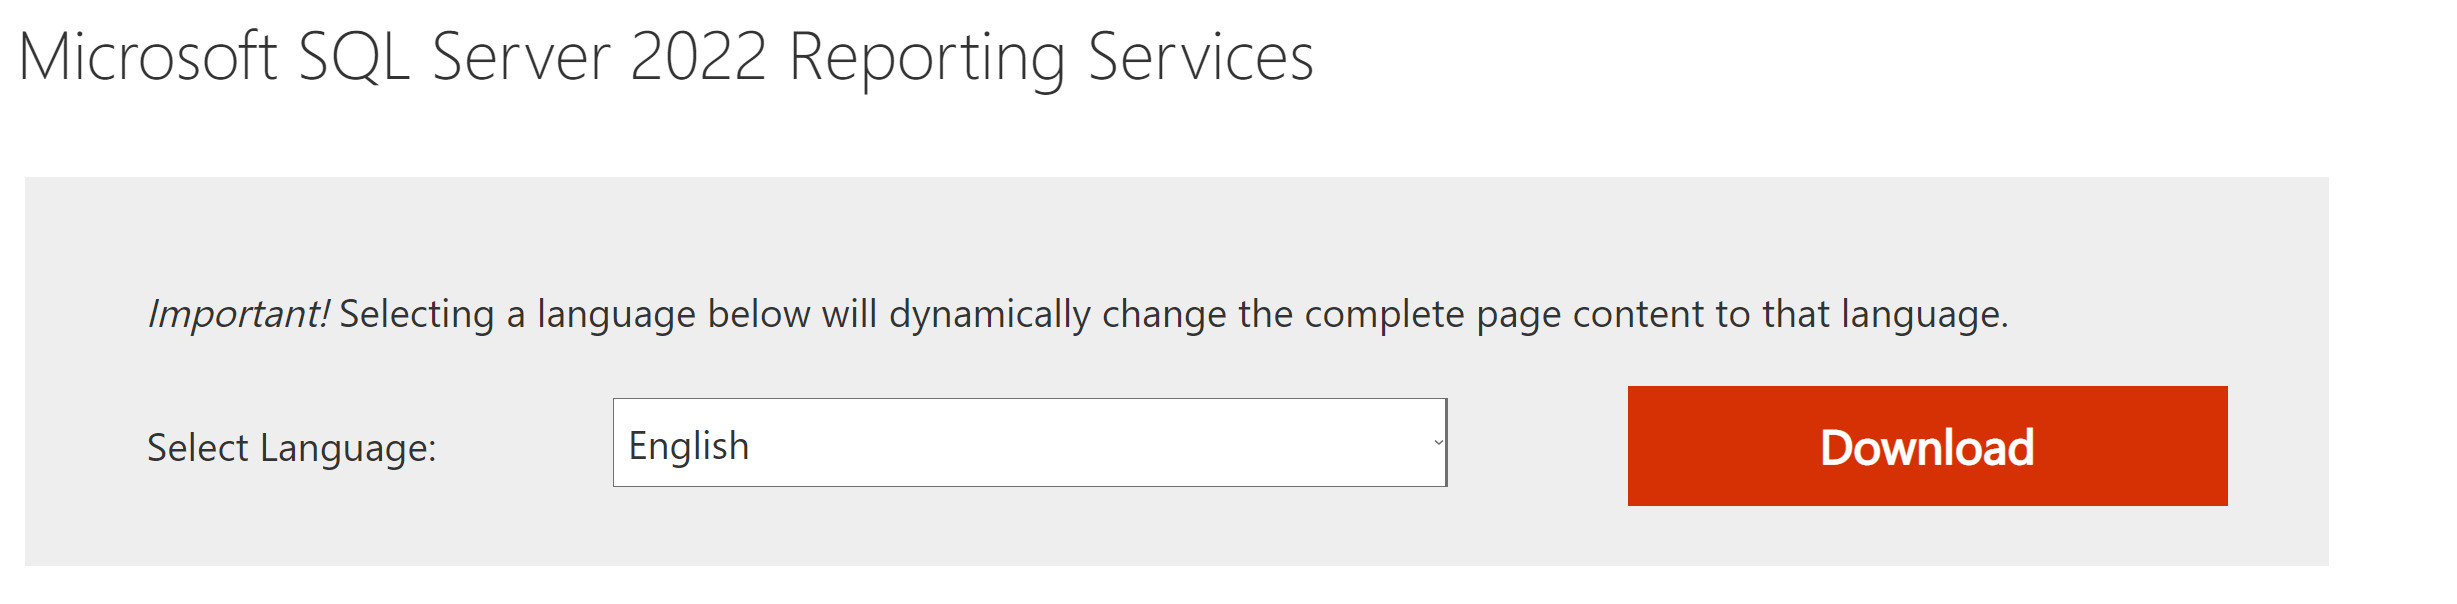 Microsoft SQL Server 2022 Reporting Services
Important! Selecting a language below will dynamically change the complete page content to that language.
Select Language:
English
Download